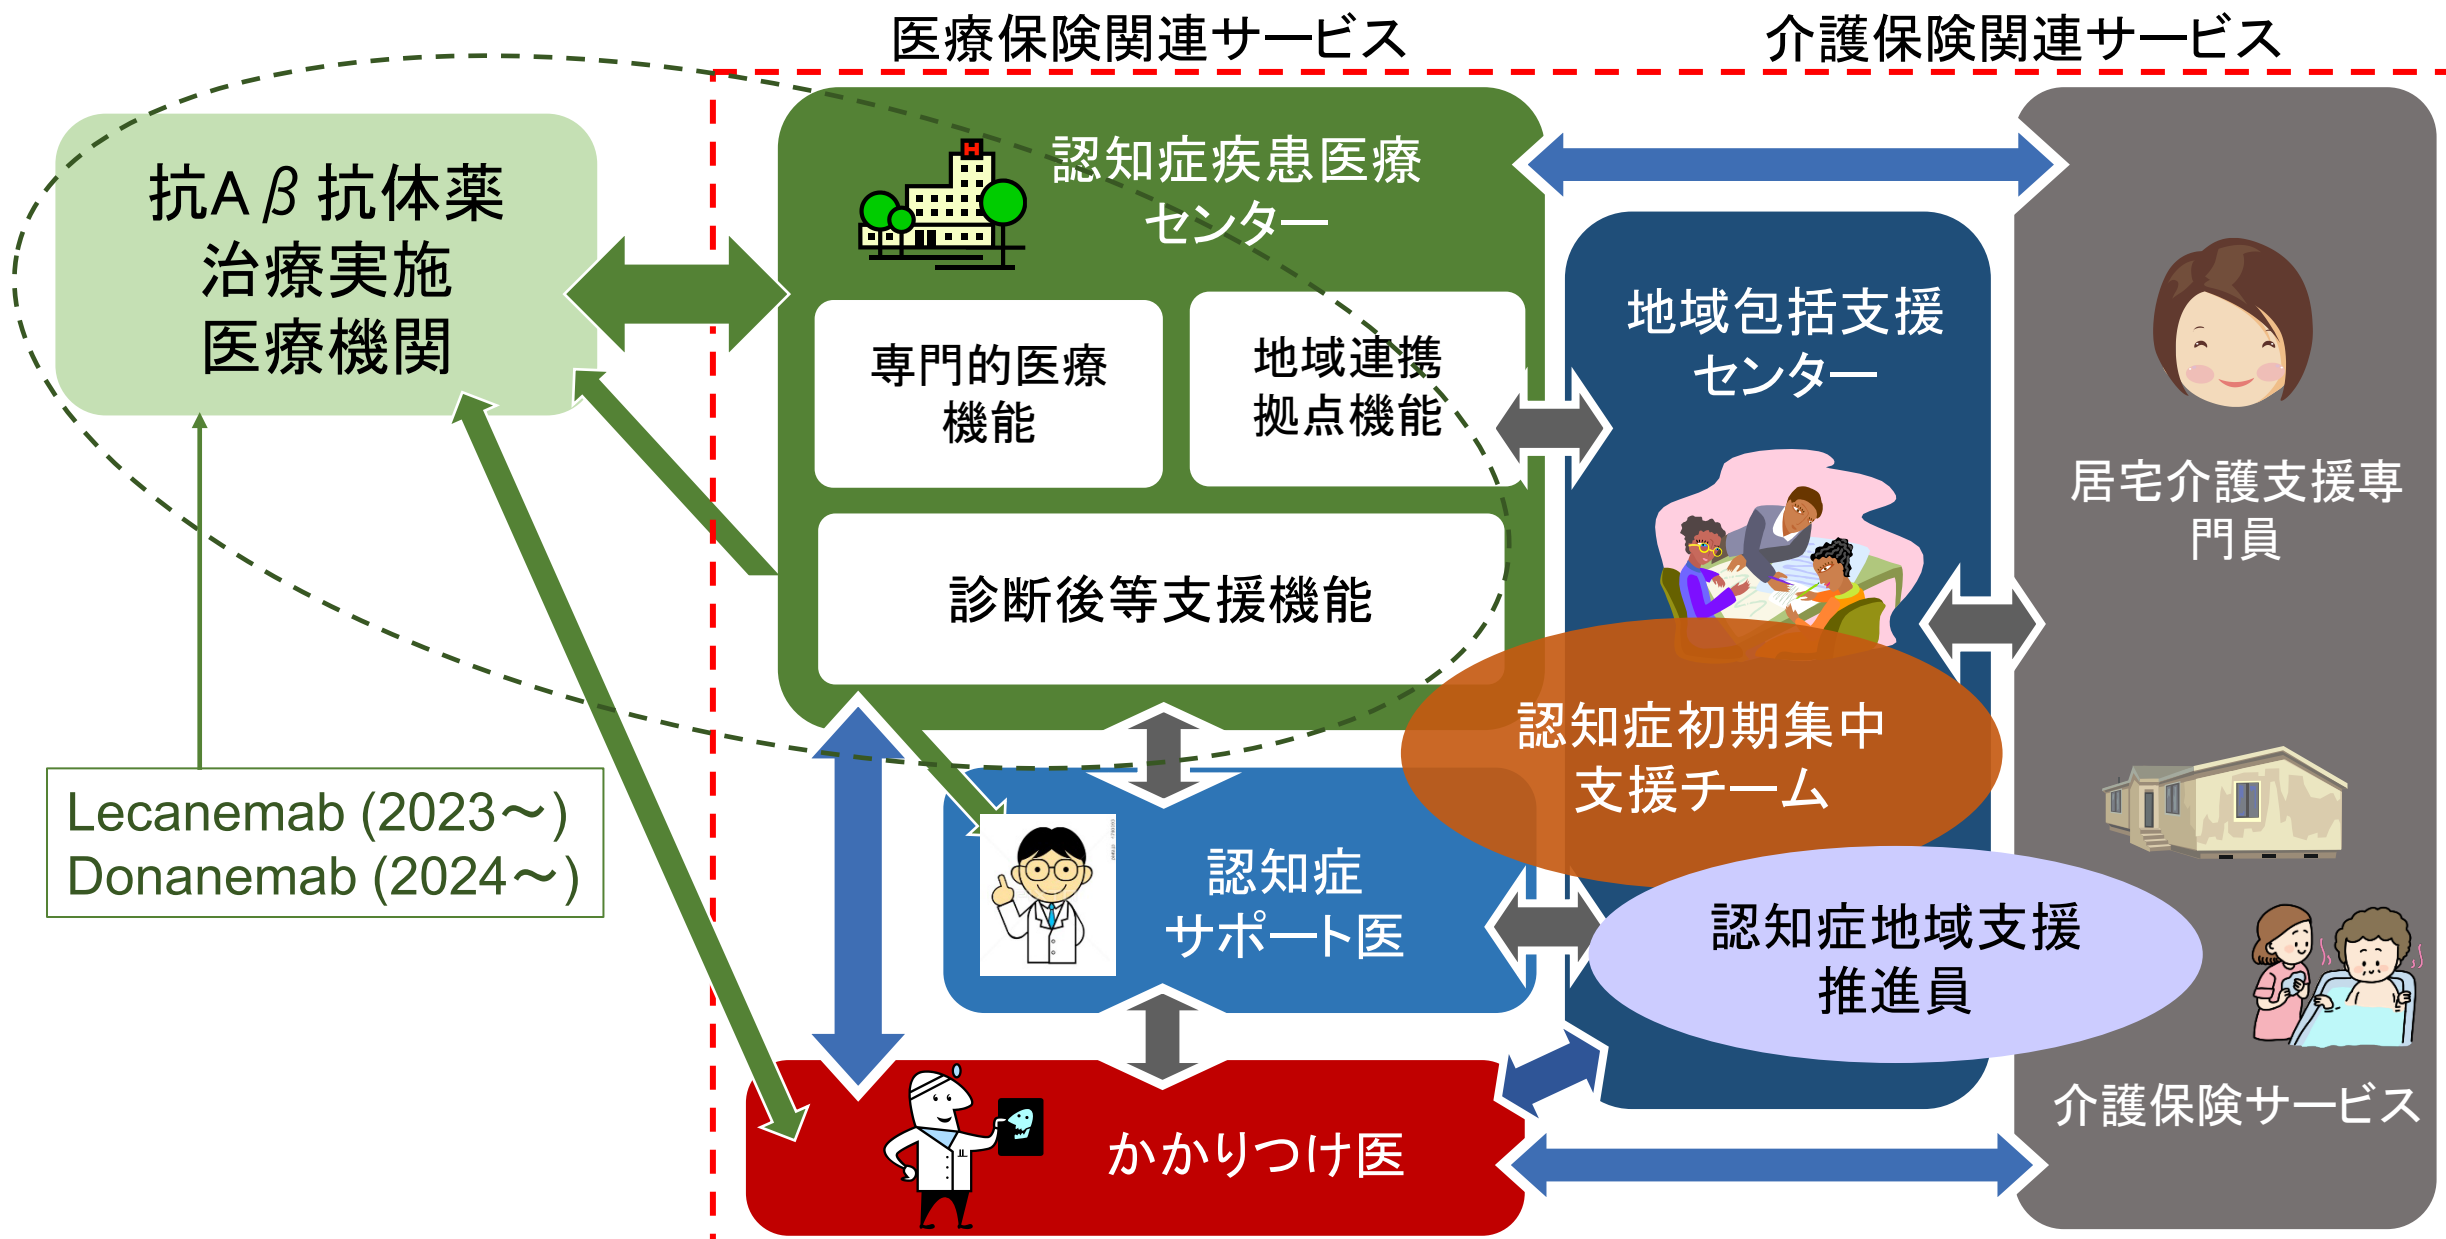 医療保険関連サービス
介護保険関連サービス
抗Aβ抗体薬
治療実施
医療機関
H
認知症疾患医療
センター
専門的医療
機能
地域連携
拠点機能
診断後等支援機能
地域包括支援
センター
居宅介護支援専
門員
認知症初期集中
支援チーム
Lecanemab (2023～)
Donanemab (2024～)
認知症
サポート医
認知症地域支援
推進員
介護保険サービス
かかりつけ医